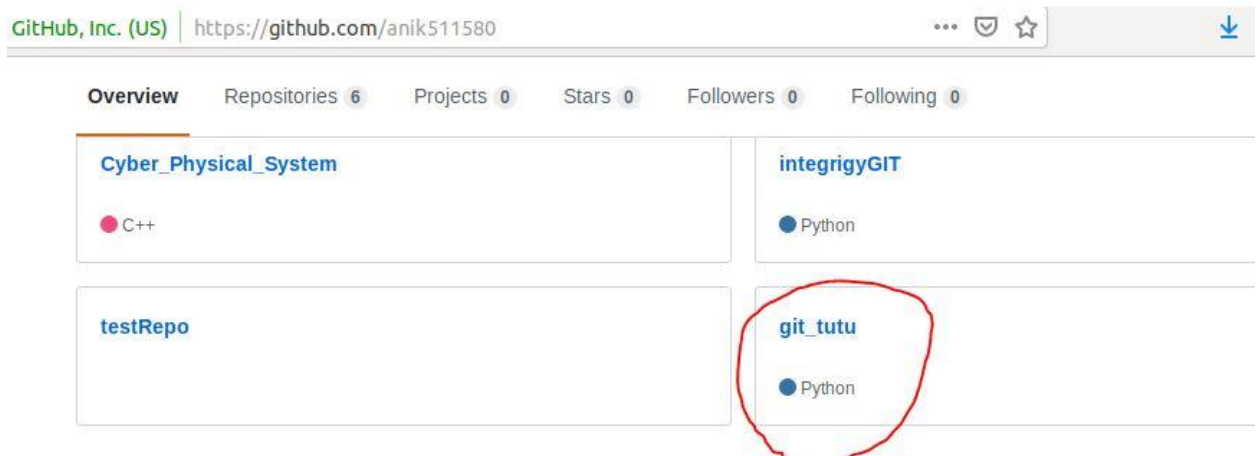 GitHub, Inc. (US) https://github.com/anik511580
Overview Repositories 6 Projects 0 Stars 0 Followers 0 Following 0
Cyber_Physical_System integrigyGIT
C++ Python
testRepo git_tutu
Python